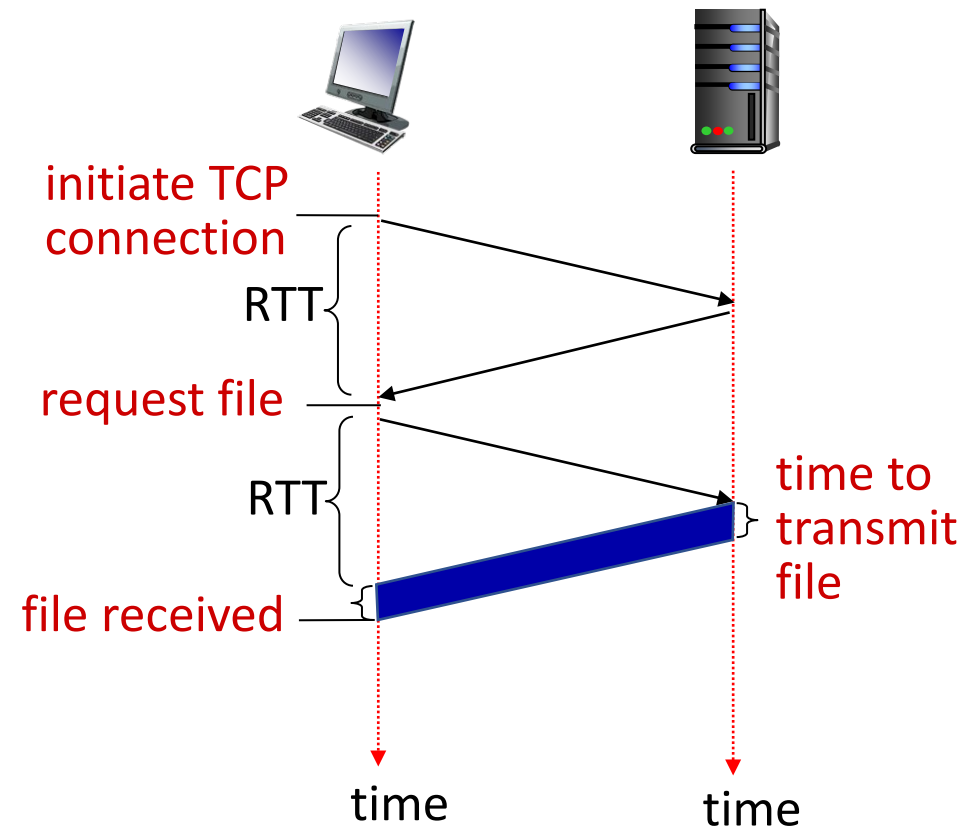 initiate TCP
connection
RTT
request file
RTT
time to
transmit
file
file received
time
time